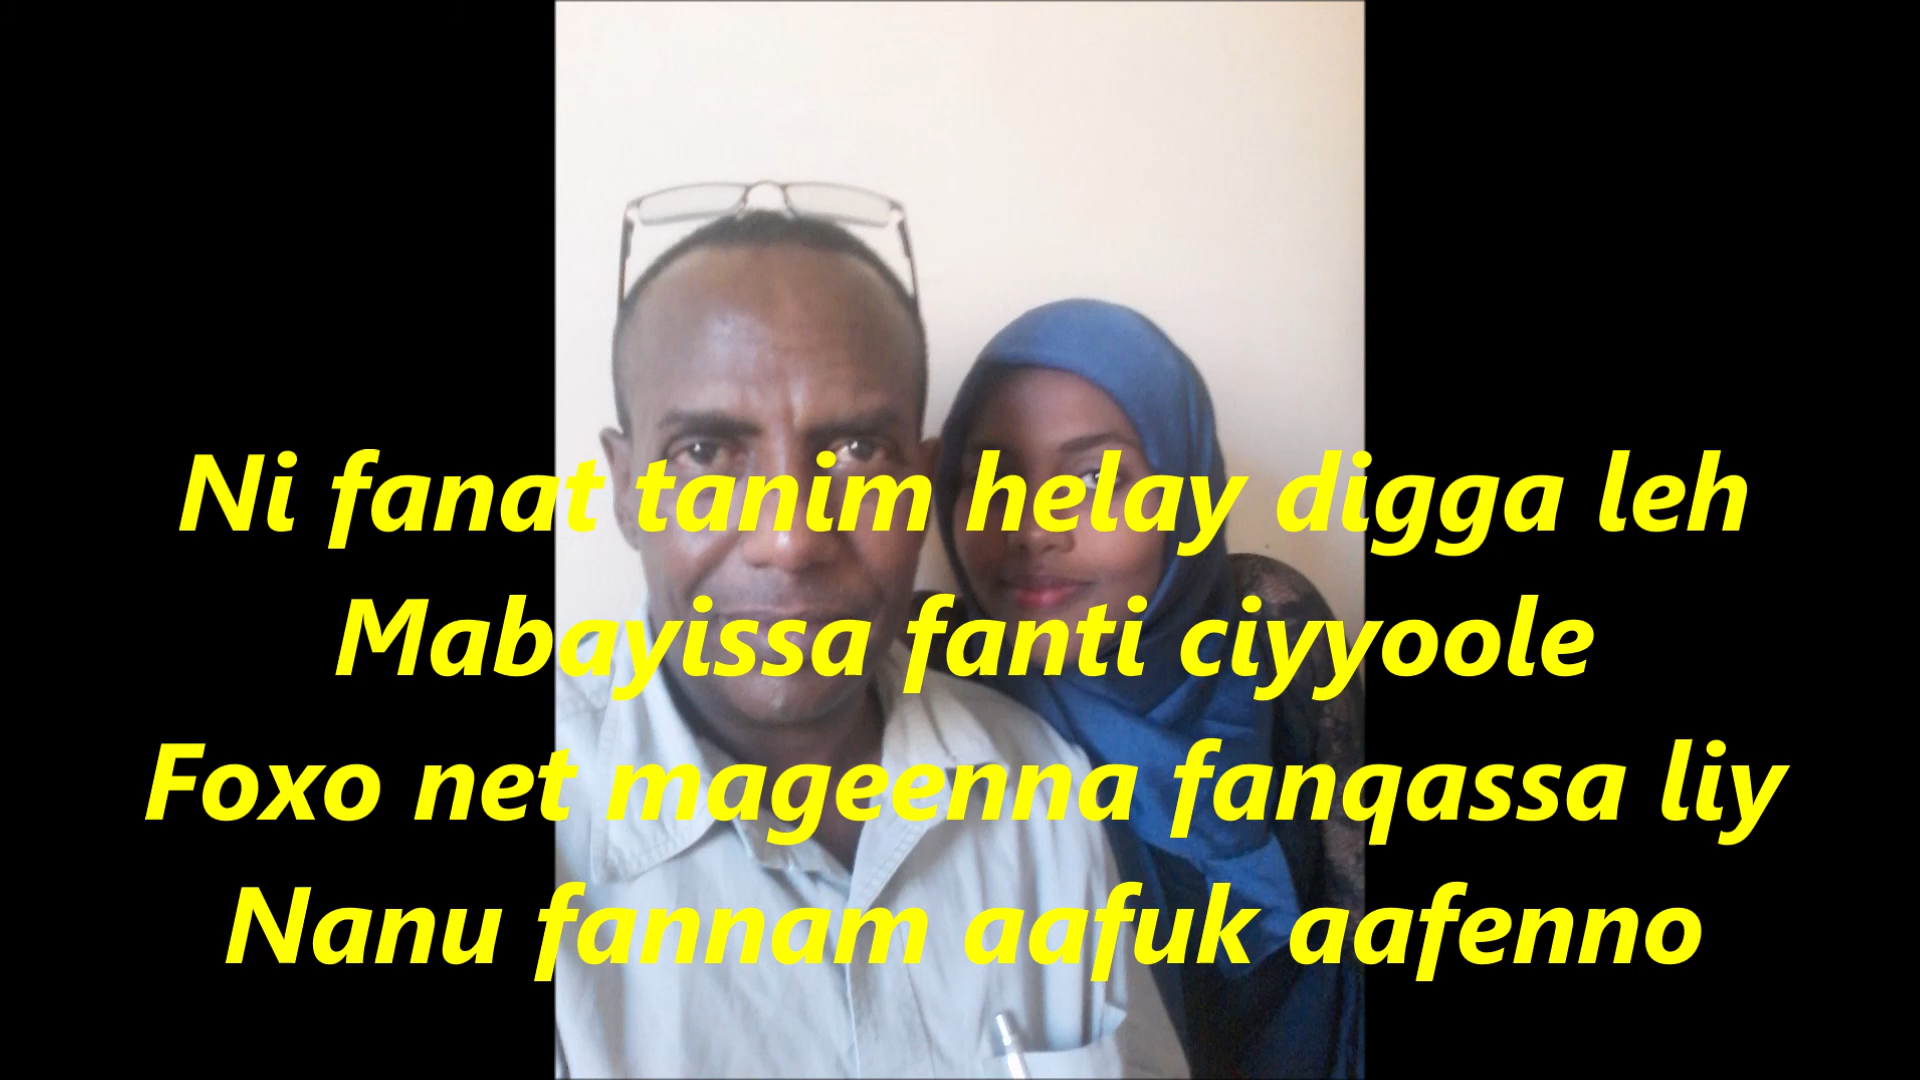 Ni fanat tanim helay digga leh
Mabayissa fanti ciyyoole
Foxo net mageenna fanqassa liy
Nanu fannam aafuk aafenno